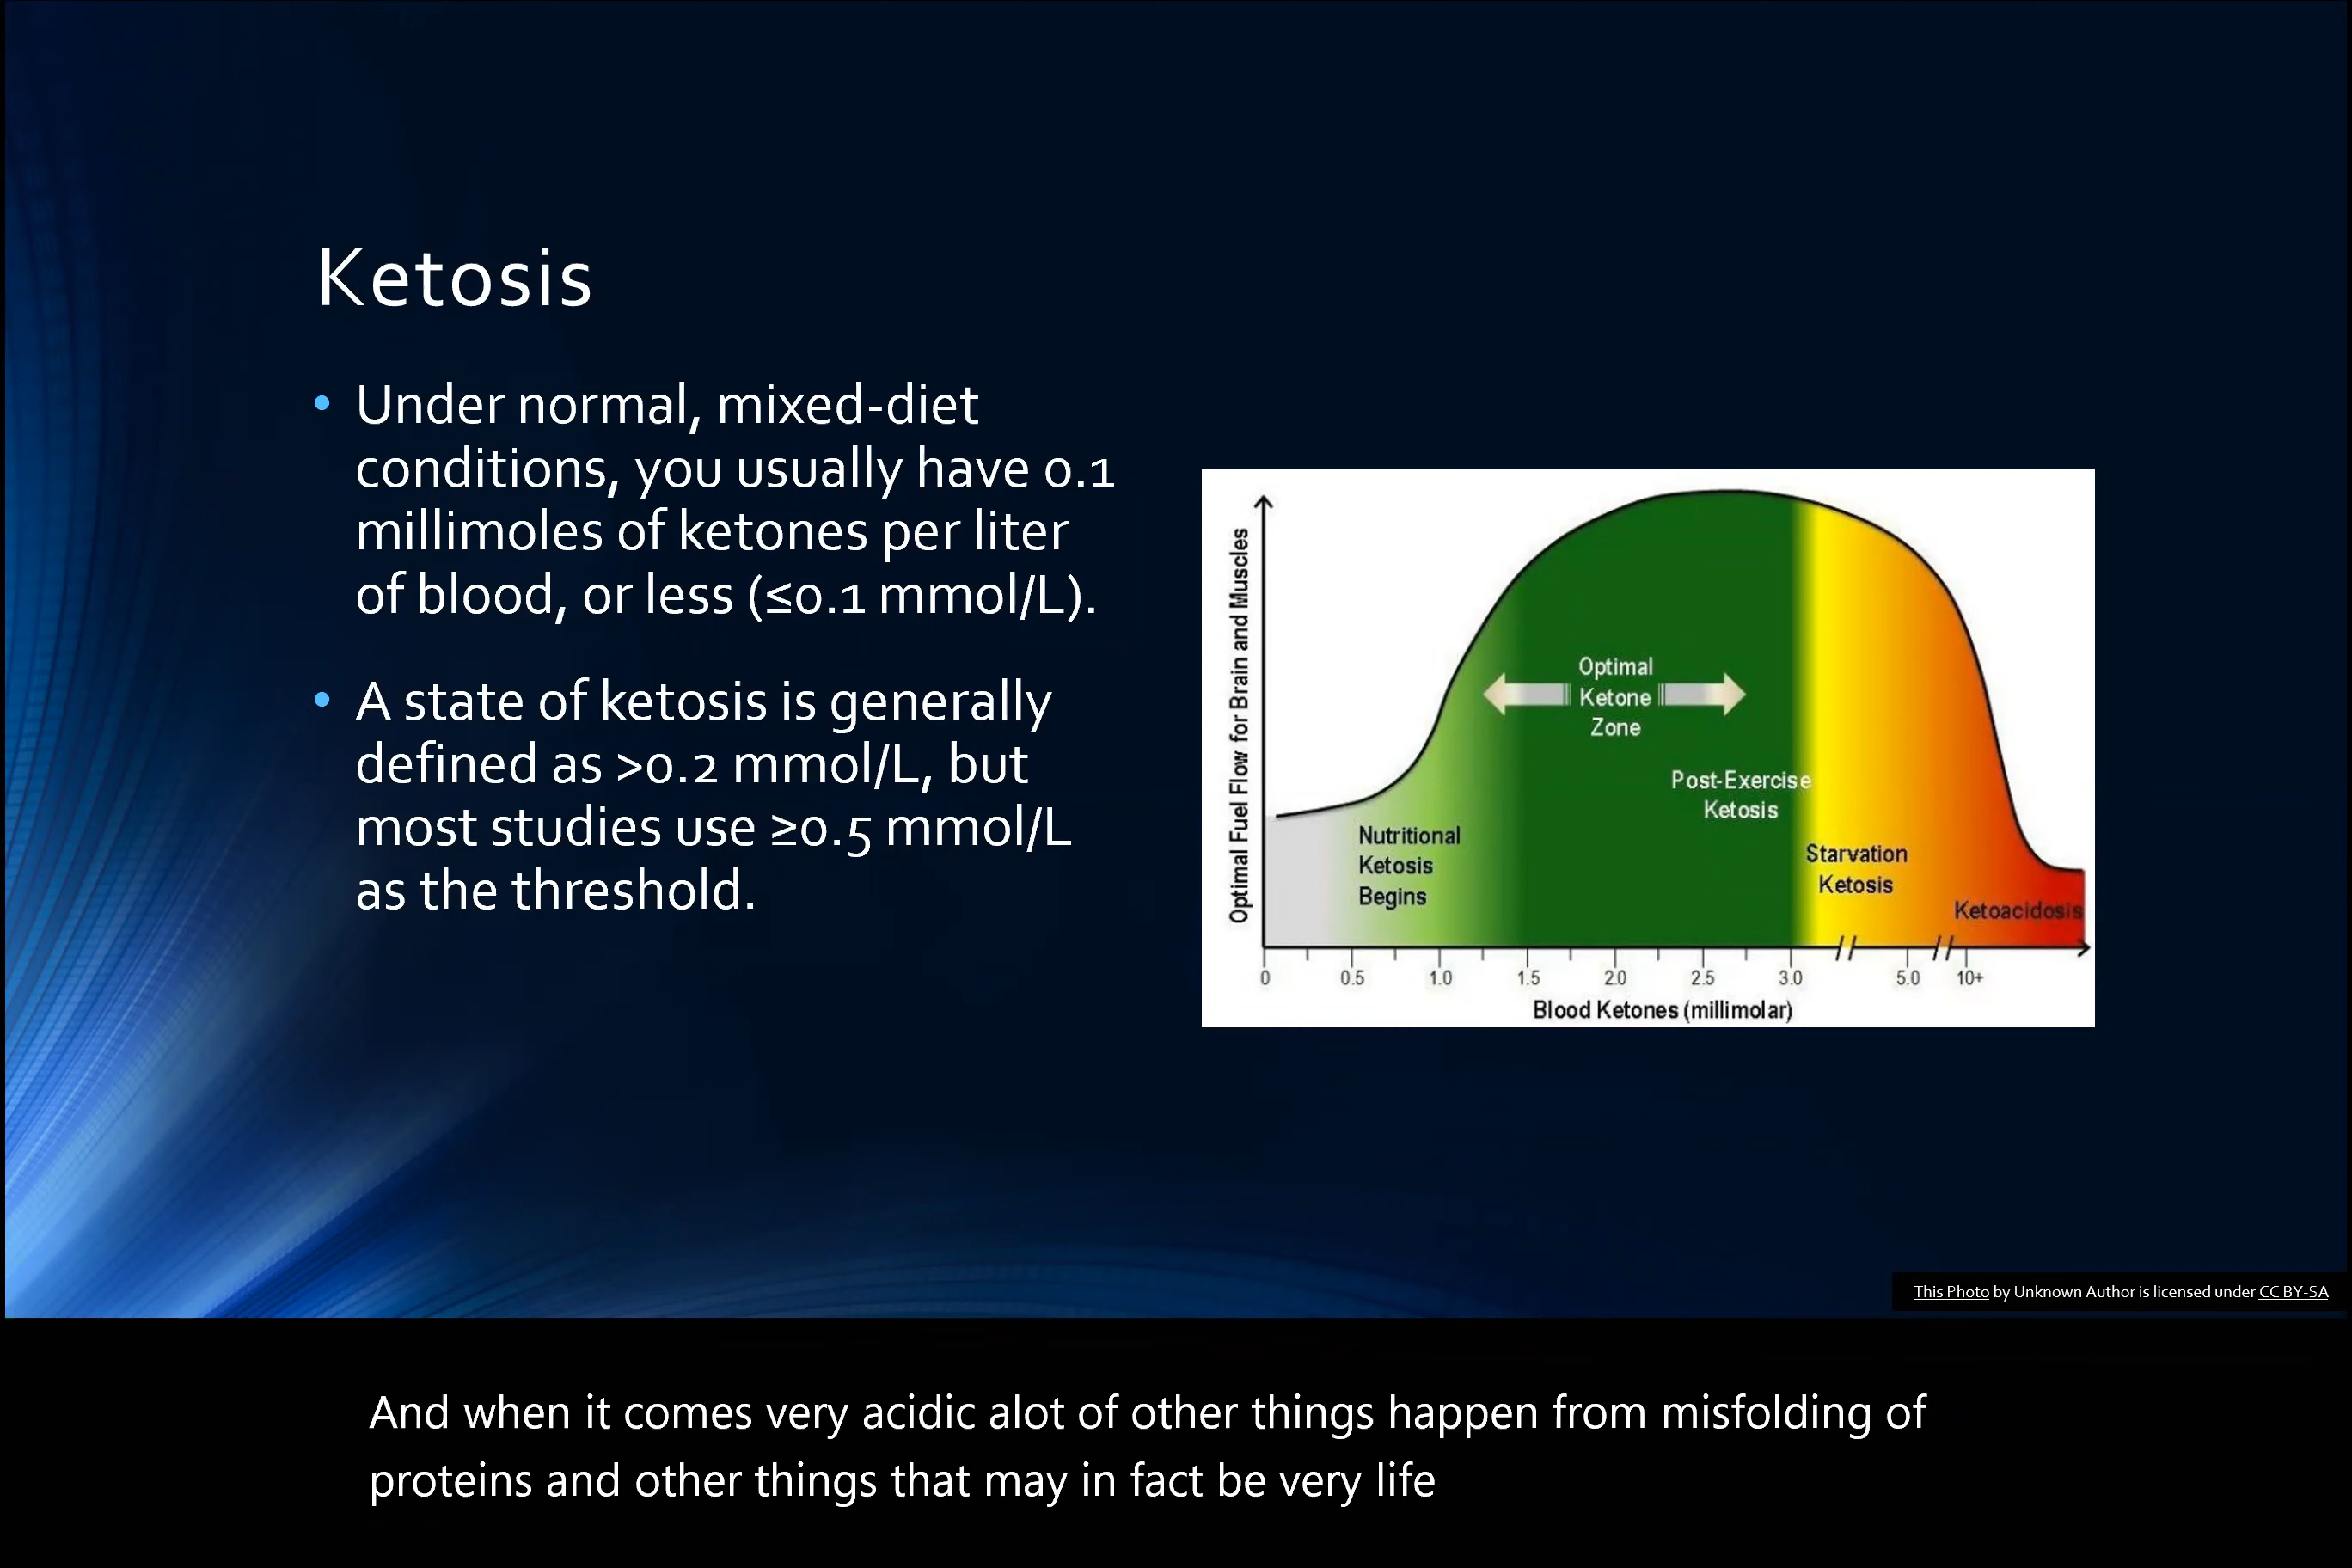 Ketosis
• Under normal, mixed-diet
conditions, you usually have 0.1
millimoles of ketones per liter
of blood, or less (≤0.1 mmol/L).
• A state of ketosis is generally
defined as >0.2 mmol/L, but
most studies use ≥0.5 mmol/L
as the threshold.
Optimal Fuel Flow for Brain and Muscles
Optimal
Ketone
Zone
Post-Exercise
Ketosis
Nutritional
Ketosis
Begins
Starvation
Ketosis
Ketoacidosis
0 0.5 1.0 1.5 2.0 2.5 3.0 5.0 10+
Blood Ketones (millimolar)
This Photo by Unknown Author is licensed under CC BY-SA
And when it comes very acidic alot of other things happen from misfolding of
proteins and other things that may in fact be very life